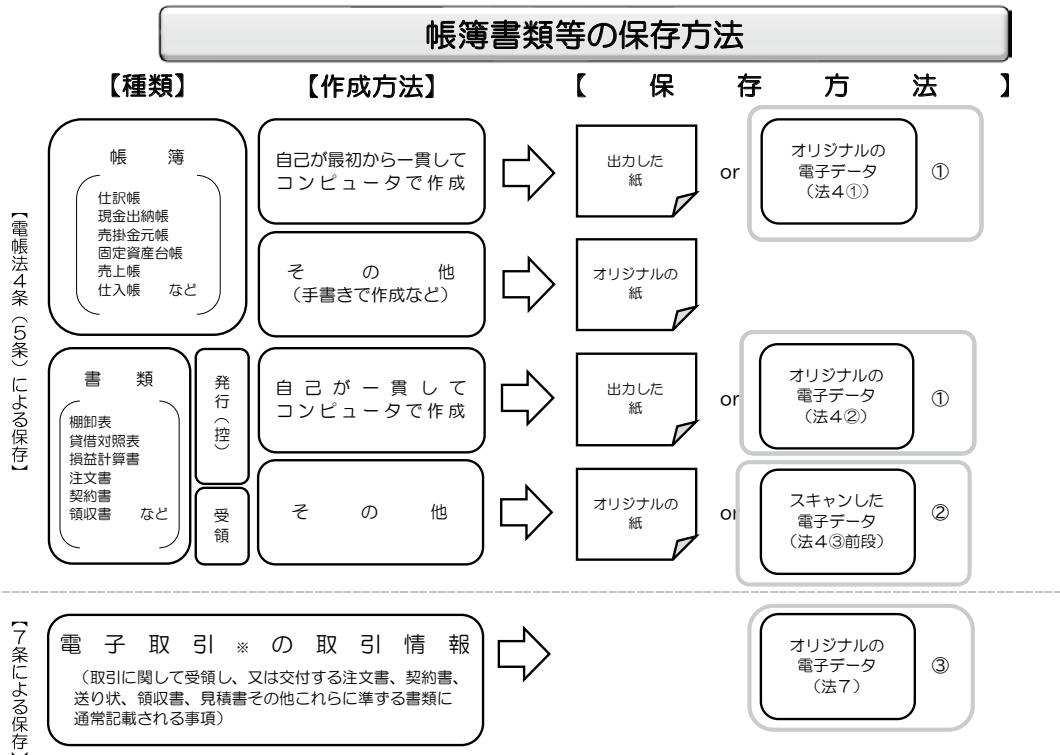 帳簿書類等の保存方法
【種類】
【作成方法】
【保存方法】
【電帳法4条（5条）による保存】
帳簿
仕訳帳
現金出納帳
売掛金元帳
固定資産台帳
売上帳
仕入帳 など
自己が最初から一貫して
コンピュータで作成
出力した
紙
or
オリジナルの
電子データ
（法4①）
①
その他
（手書きで作成など）
オリジナルの
紙
書類
棚卸表
貸借対照表
損益計算書
注文書
契約書
領収書 など
発行（控）
受領
自己が一貫して
コンピュータで作成
出力した
紙
or
オリジナルの
電子データ
（法4②）
①
その他
オリジナルの
紙
or
スキャンした
電子データ
（法4③前段）
②
【7条による保存】
電子取引※の取引情報
（取引に関して受領し、又は交付する注文書、契約書、
送り状、領収書、見積書その他これらに準ずる書類に
通常記載される事項）
オリジナルの
電子データ
（法7）
③